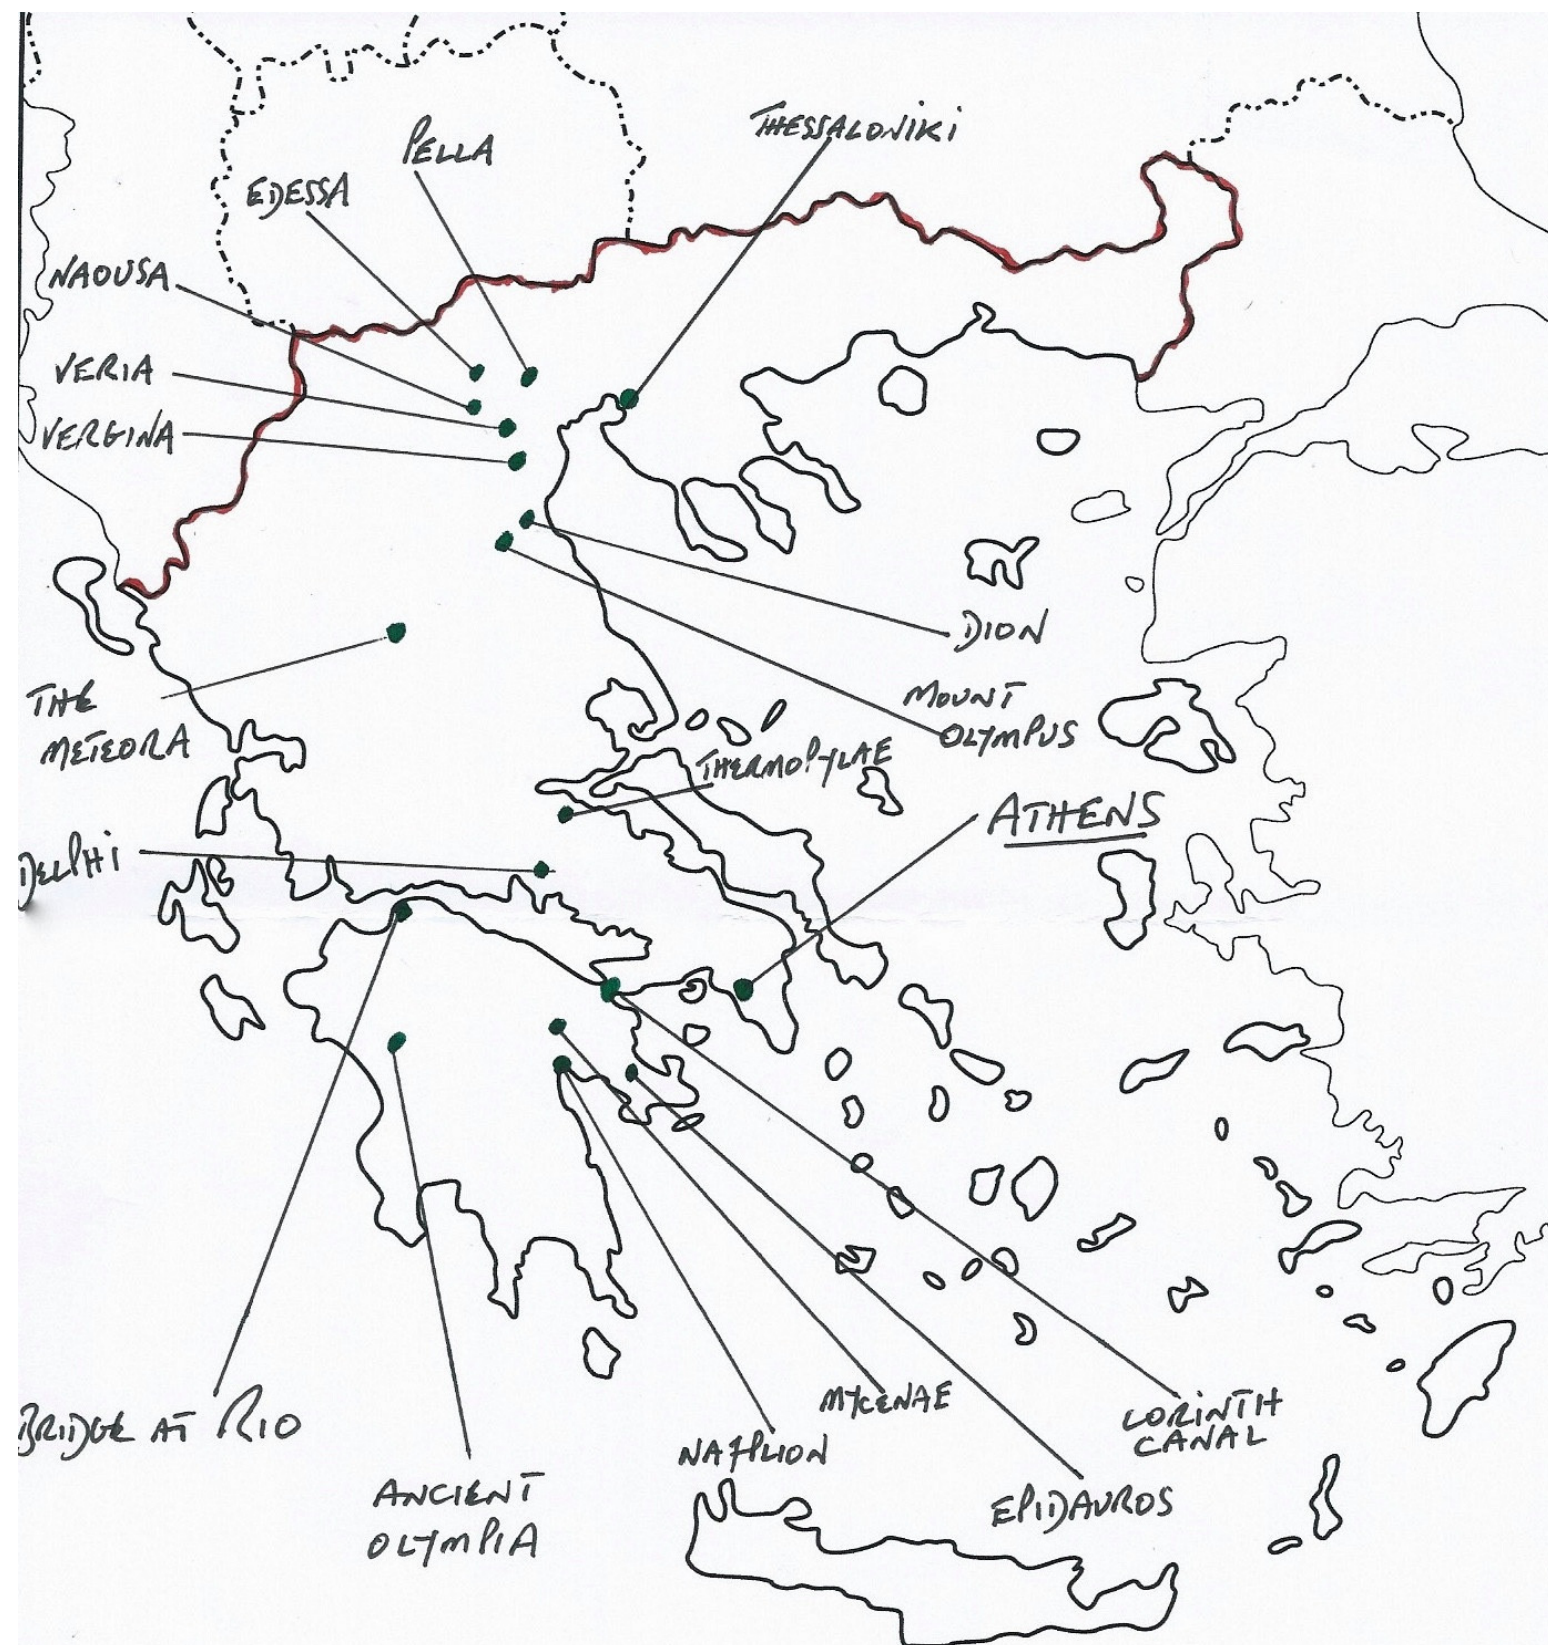 THESSALONIKI
PELLA
EDESSA
NAOUSA
VERIA
VERGINA
DION
MOUNT
OLYMPUS
THE
METEORA
THERMOPYLAE
ATHENS
DELPHI
BRIDGE AT RIO
ANCIENT
OLYMPIA
NAFPLION
MYCENAE
EPIDAUROS
CORINTH
CANAL